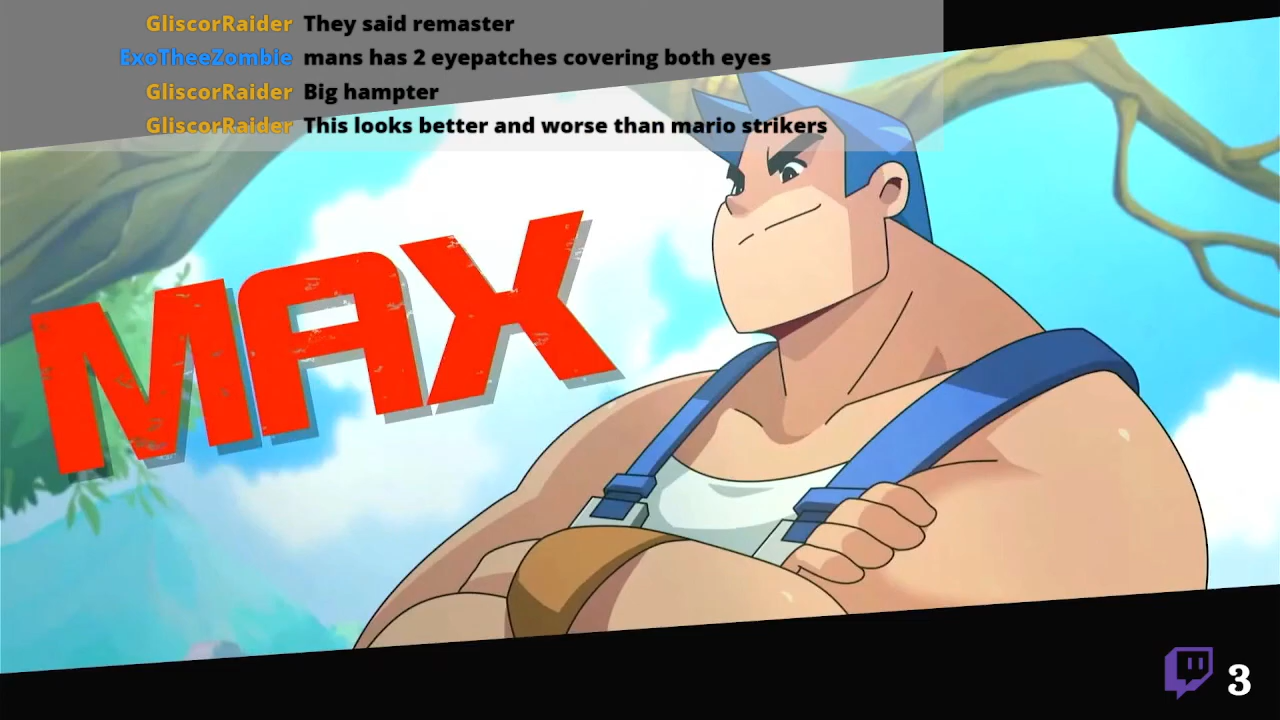 GliscorRaider They said remaster
ExoTheeZombie mans has 2 eyepatches covering both eyes
GliscorRaider Big hampter
GliscorRaider This looks better and worse than mario strikers
MAX
3